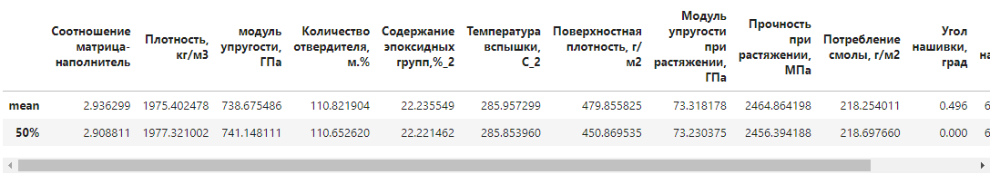 Соотношение матрица-наполнитель Плотность, кг/м3 модуль упругости, ГПа Количество отвердителя, м.% Содержание эпоксидных групп,%_2 Температура вспышки, С_2 Поверхностная плотность, г/м2 Модуль упругости при растяжении, ГПа Прочность при растяжении, МПа Потребление смолы, г/м2 Угол нашивки, град на
mean 2.936299 1975.402478 738.675486 110.821904 22.235549 285.957299 479.855825 73.318178 2464.864198 218.254011 0.496 6
50% 2.908811 1977.321002 741.148111 110.652620 22.221462 285.853960 450.869535 73.230375 2456.394188 218.697660 0.000 6